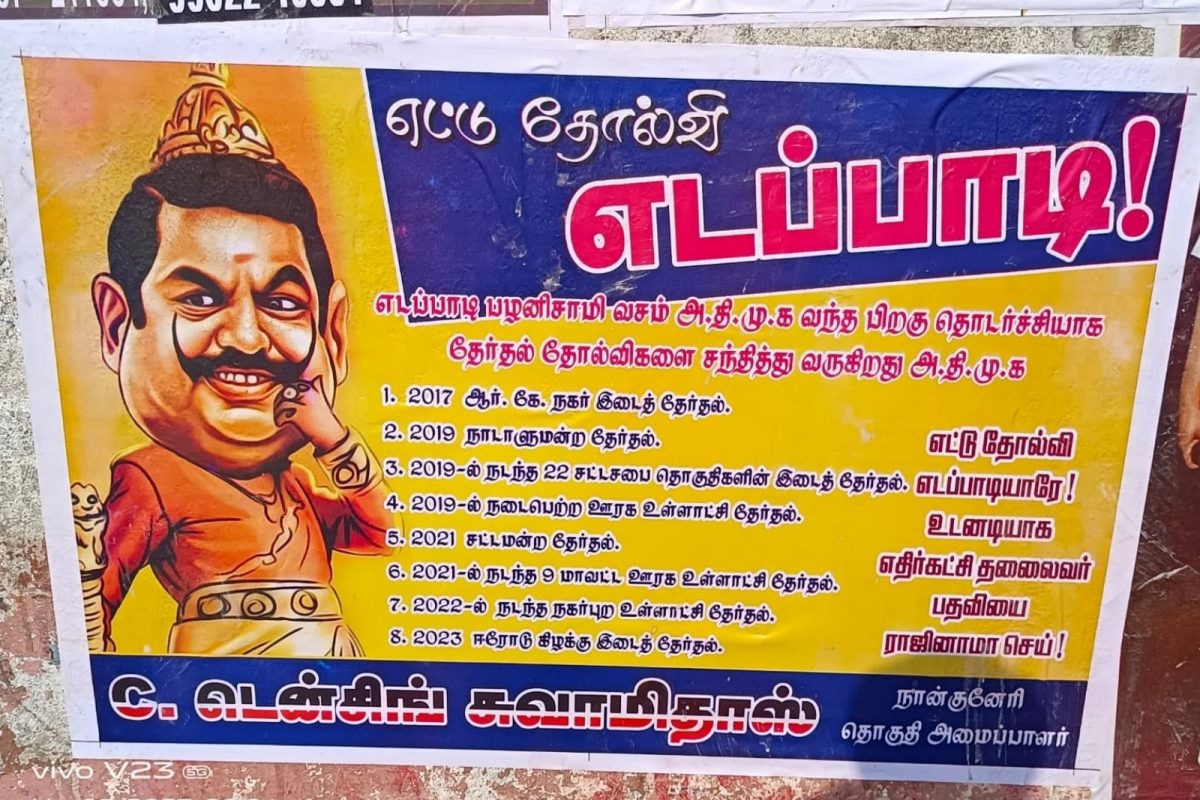 ஏட்டு தோல்வி
எடப்பாடி!
எடப்பாடி பழனிசாமி வசம் அ.தி.மு.க வந்த பிறகு தொடர்ச்சியாக
தேர்தல் தோல்விகளை சந்தித்து வருகிறது அ.தி.மு.க
1. 2017 ஆர். கே. நகர் இடைத் தேர்தல்.
2. 2019 நாடாளுமன்ற தேர்தல்.
3. 2019-ல் நடந்த 22 சட்டசபை தொகுதிகளின் இடைத் தேர்தல்.
4. 2019-ல் நடைபெற்ற ஊரக உள்ளாட்சி தேர்தல்.
5. 2021 சட்டமன்ற தேர்தல்.
6. 2021-ல் நடந்த 9 மாவட்ட ஊரக உள்ளாட்சி தேர்தல்.
7. 2022-ல் நடந்த நகர்புற உள்ளாட்சி தேர்தல்.
8. 2023 ஈரோடு கிழக்கு இடைத் தேர்தல்.
எட்டு தோல்வி
எடப்பாடியாரே !
உடனடியாக
எதிர்கட்சி தலைவர்
பதவியை
ராஜினாமா செய் !
C. டென்சிங் சுவாமிதாஸ்
நான்குனேரி
தொகுதி அமைப்பாளர்
vivo V23 5G